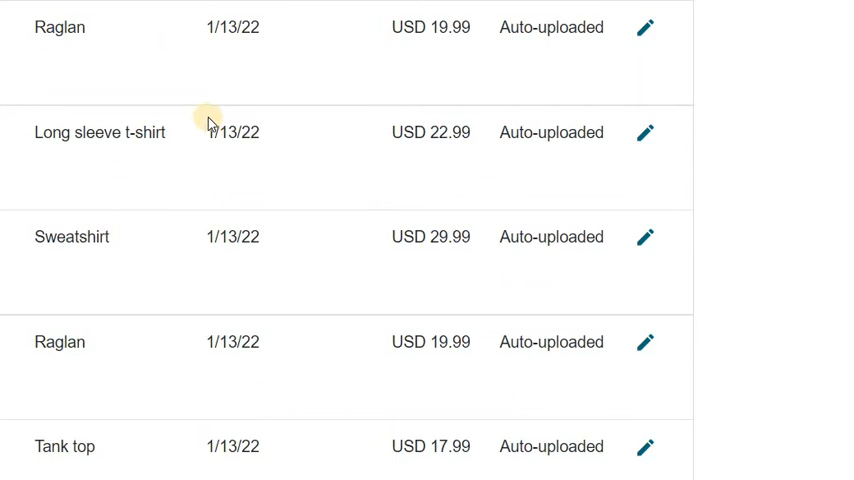 Raglan 1/13/22 USD 19.99 Auto-uploaded
Long sleeve t-shirt 1/13/22 USD 22.99 Auto-uploaded
Sweatshirt 1/13/22 USD 29.99 Auto-uploaded
Raglan 1/13/22 USD 19.99 Auto-uploaded
Tank top 1/13/22 USD 17.99 Auto-uploaded